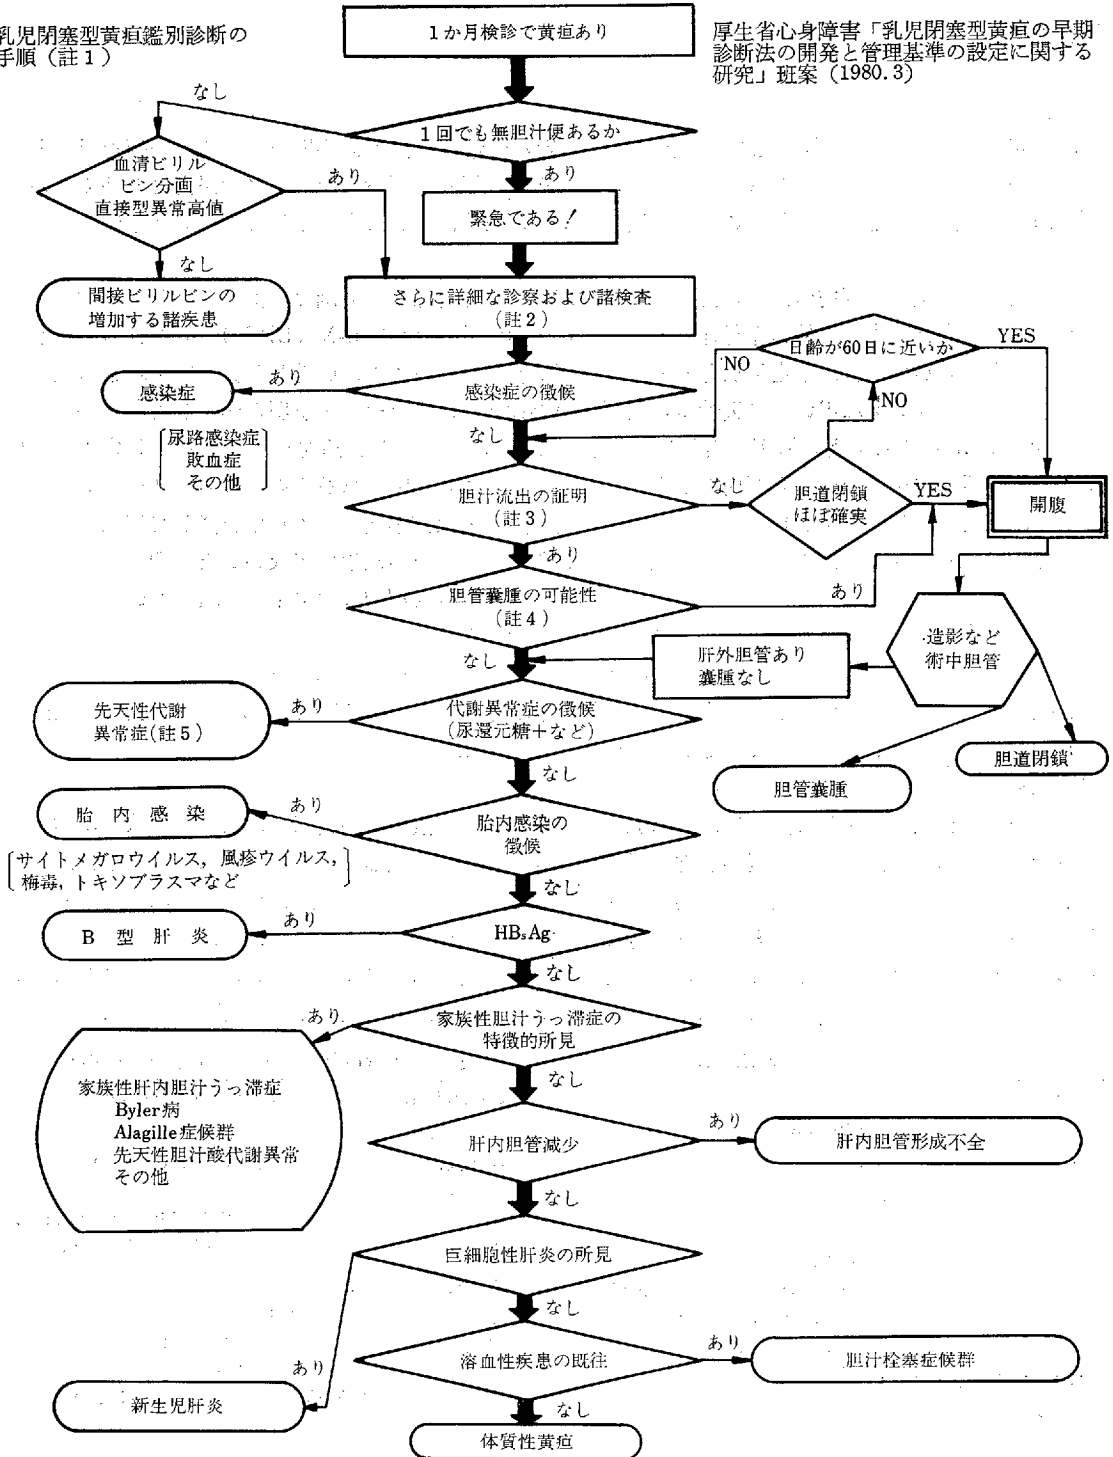 乳児閉塞型黄疸鑑別診断の
手順(註1)
厚生省心身障害「乳児閉塞型黄疸の早期
診断法の開発と管理基準の設定に関する
研究」班案(1980.3)
1か月検診で黄疸あり
なし
1回でも無胆汁便あるか
あり
血清ビリル
ビン分画
直接型異常高値
あり
緊急である!
なし
間接ビリルビンの
増加する諸疾患
さらに詳細な診察および諸検査
(註2)
日齢が60日に近いか
YES
NO
感染症
あり
感染症の徴候
NO
なし
尿路感染症
敗血症
その他
胆汁流出の証明
(註3)
なし
胆道閉鎖
ほぼ確実
YES
開腹
あり
胆管嚢腫の可能性
(註4)
あり
造影など
術中胆管
なし
肝外胆管あり
嚢腫なし
先天性代謝
異常症(註5)
あり
代謝異常症の徴候
(尿還元糖+など)
胆道閉鎖
胆管嚢腫
なし
胎内感染
あり
胎内感染の
徴候
サイトメガロウイルス,風疹ウイルス,
梅毒,トキソプラスマなど
なし
B型肝炎
あり
HBsAg
なし
あり
家族性胆汁うっ滞症の
特徴的所見
なし
家族性肝内胆汁うっ滞症
Byler病
Alagille症候群
先天性胆汁酸代謝異常
その他
肝内胆管減少
あり
肝内胆管形成不全
なし
巨細胞性肝炎の所見
なし
あり
溶血性疾患の既往
あり
胆汁栓塞症候群
新生児肝炎
なし
体質性黄疸